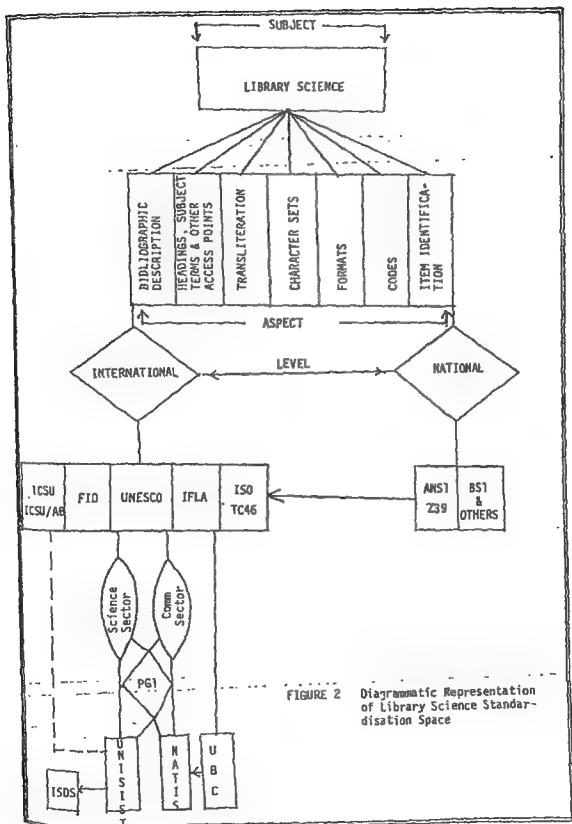 SUBJECT
LIBRARY SCIENCE
BIBLIOGRAPHIC
DESCRIPTION
HEADINGS, SUBJECT
TERMS & OTHER
ACCESS POINTS
TRANSLITERATION
CHARACTER SETS
FORMATS
CODES
ITEM IDENTIFICA-
TION
ASPECT
INTERNATIONAL
LEVEL
NATIONAL
ICSU
ICSU/AB
FID
UNESCO
IFLA
ISO
TC46
ANSI
Z39
BSI
&
OTHERS
Science
Sector
Comm
Sector
PGI
FIGURE 2 Diagrammatic Representation
of Library Science Standar-
disation Space
UNISIST
NATIS
UBC
ISDS